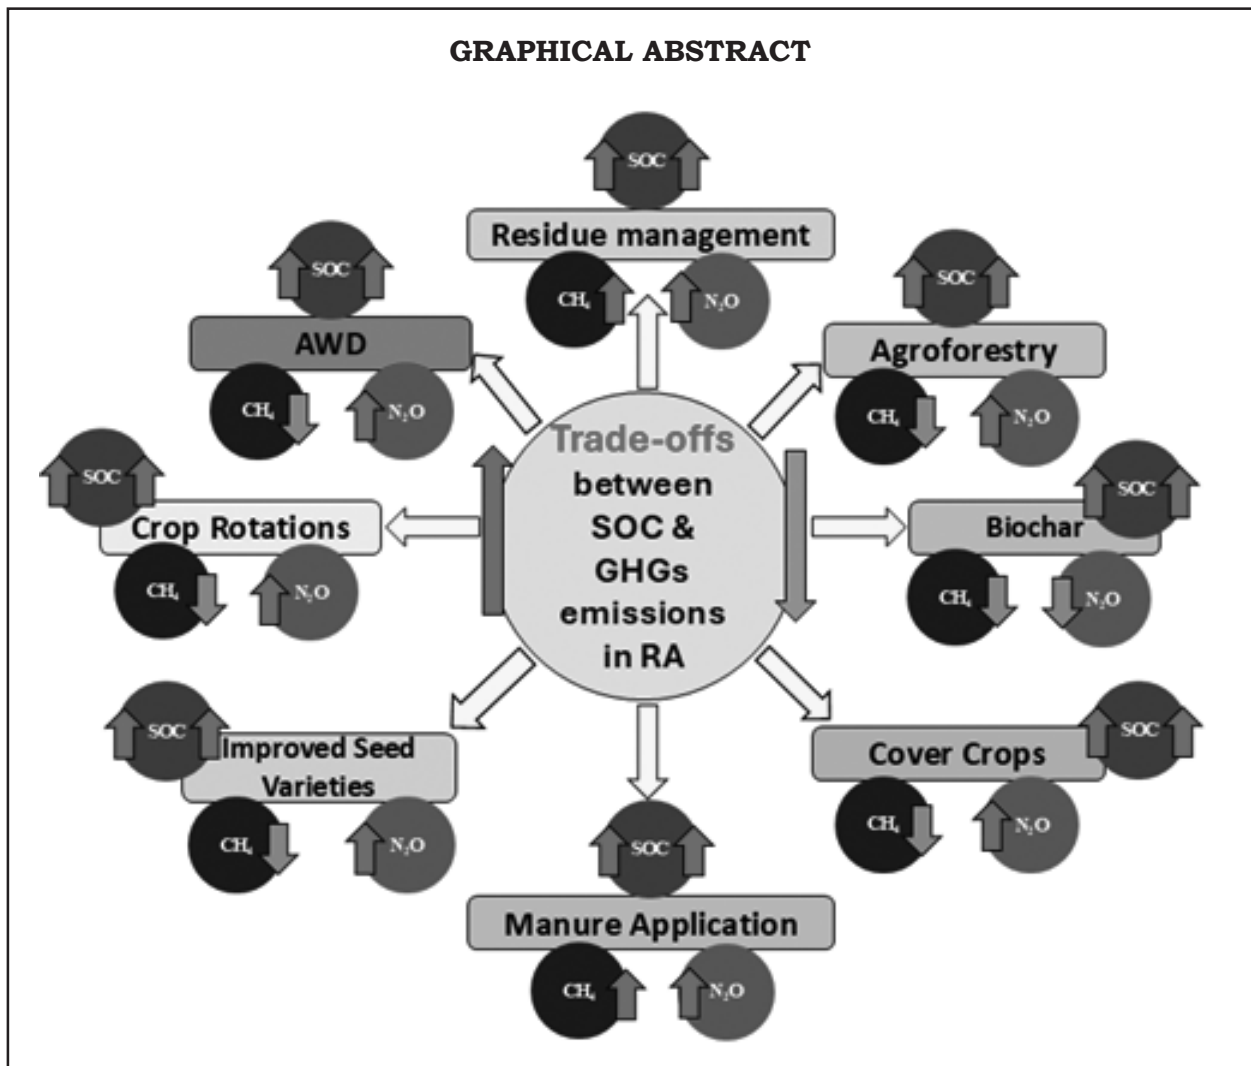 GRAPHICAL ABSTRACT
SOC
Residue management
CH₄
N₂O
SOC
AWD
CH₄
N₂O
SOC
Agroforestry
CH₄
N₂O
Trade-offs
between
SOC &
GHGs
emissions
in RA
SOC
Crop Rotations
CH₄
N₂O
SOC
Biochar
CH₄
N₂O
SOC
Improved Seed
Varieties
CH₄
N₂O
SOC
Cover Crops
CH₄
N₂O
SOC
Manure Application
CH₄
N₂O